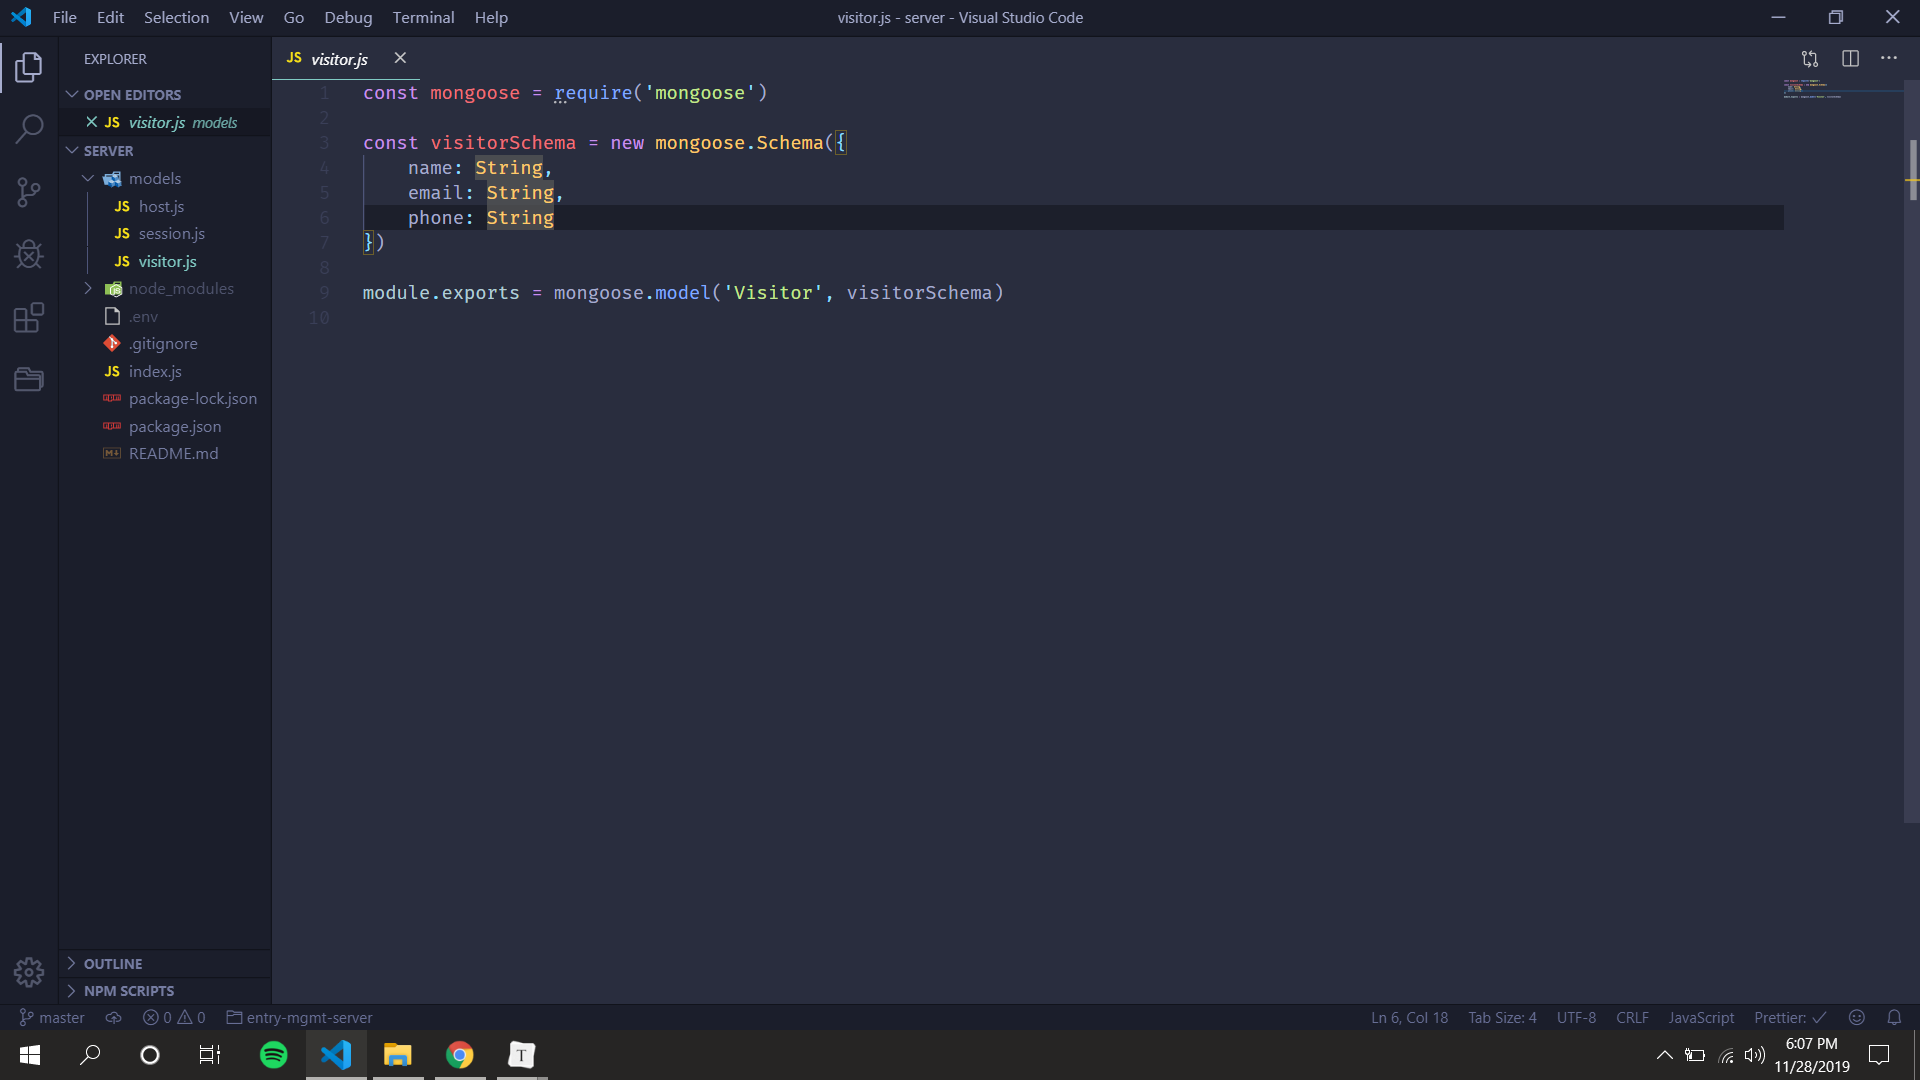 File Edit Selection View Go Debug Terminal Help
visitor.js - server - Visual Studio Code
EXPLORER
OPEN EDITORS
JS visitor.js models
SERVER
models
JS host.js
JS session.js
JS visitor.js
node_modules
.env
.gitignore
JS index.js
package-lock.json
package.json
README.md
OUTLINE
NPM SCRIPTS
JS visitor.js
1 const mongoose = require('mongoose')
2
3 const visitorSchema = new mongoose.Schema({
4 name: String,
5 email: String,
6 phone: String
7 })
8
9 module.exports = mongoose.model('Visitor', visitorSchema)
10
master 0 0 entry-mgmt-server
Ln 6, Col 18 Tab Size: 4 UTF-8 CRLF JavaScript Prettier: ✓
T
6:07 PM
11/28/2019